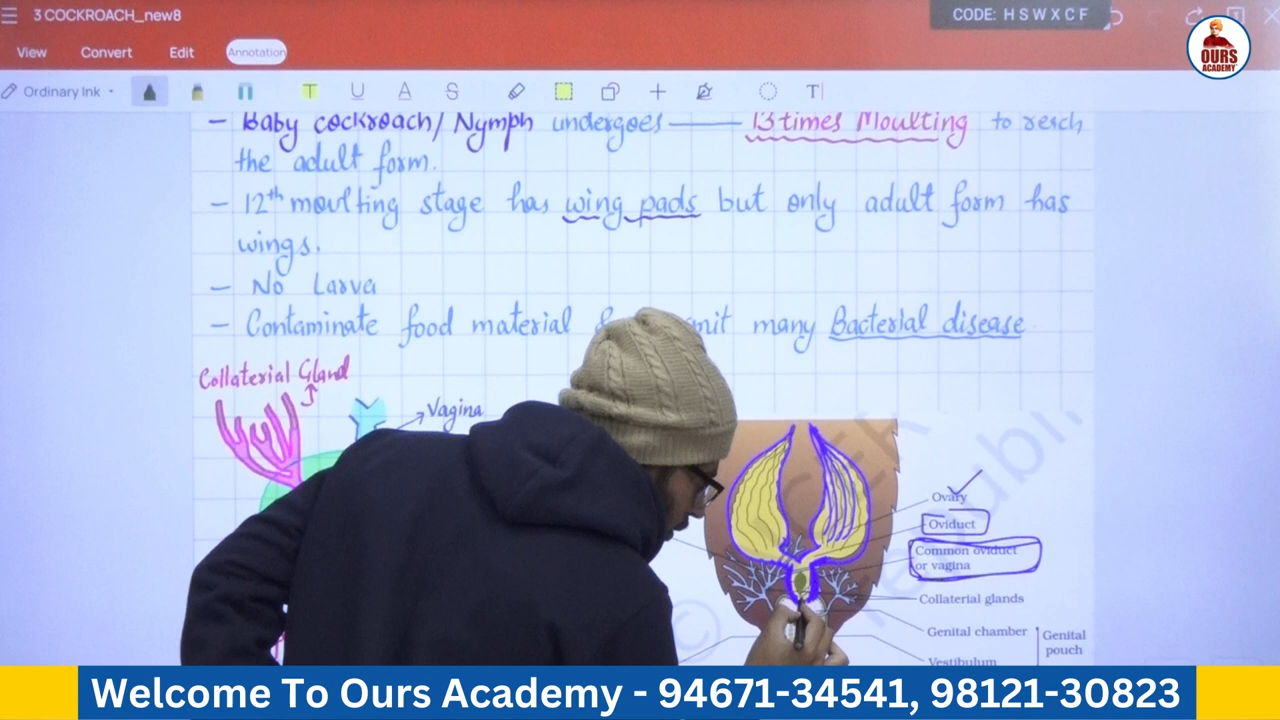 3 COCKROACH_new8
CODE: H S W X C F
View Convert Edit Annotation
OURS
ACADEMY
Ordinary Ink
- Baby cockroach/ Nymph undergoes — 13 times Moulting to reach
the adult form.
- 12th moulting stage has wing pads but only adult form has
wings.
- No Larva
- Contaminate food material & mit many Bacterial disease
Collaterial Gland
Vagina
Ovary
Oviduct
Common oviduct
or vagina
Collaterial glands
Genital chamber
Genital
pouch
Vestibulum
Welcome To Ours Academy - 94671-34541, 98121-30823